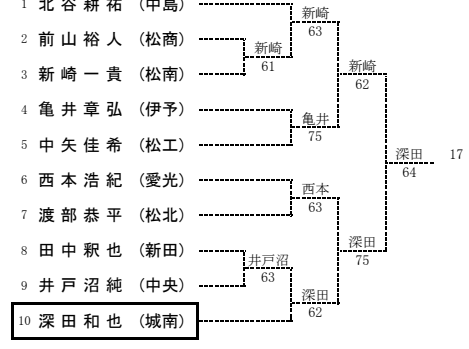 1 北谷耕祐 （中島）
新崎
2 前山裕人 （松商）
63
新崎
3 新崎一貴 （松南）
61
新崎
62
4 亀井章弘 （伊予）
亀井
75
5 中矢佳希 （松工）
深田 17
64
6 西本浩紀 （愛光）
西本
63
7 渡部恭平 （松北）
深田
75
8 田中釈也 （新田）
井戸沼
63
9 井戸沼純 （中央）
深田
62
10 深田和也 （城南）